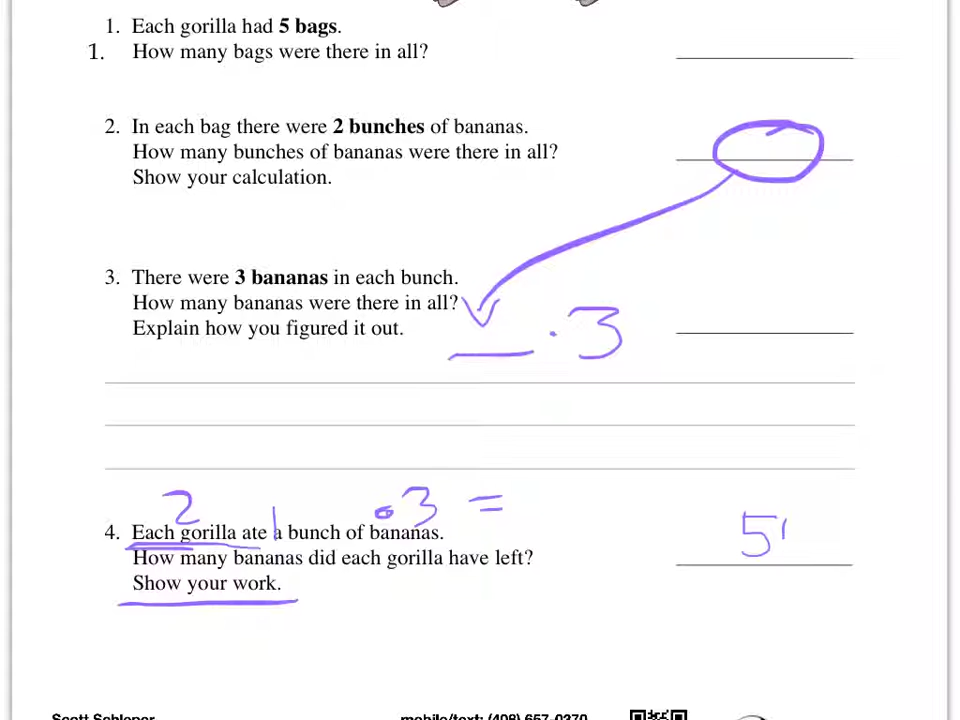 1. Each gorilla had 5 bags.
1. How many bags were there in all?
2. In each bag there were 2 bunches of bananas.
How many bunches of bananas were there in all?
Show your calculation.
3. There were 3 bananas in each bunch.
How many bananas were there in all?
Explain how you figured it out.
· 3
2 1 · 3 =
4. Each gorilla ate a bunch of bananas.
How many bananas did each gorilla have left?
Show your work.
5